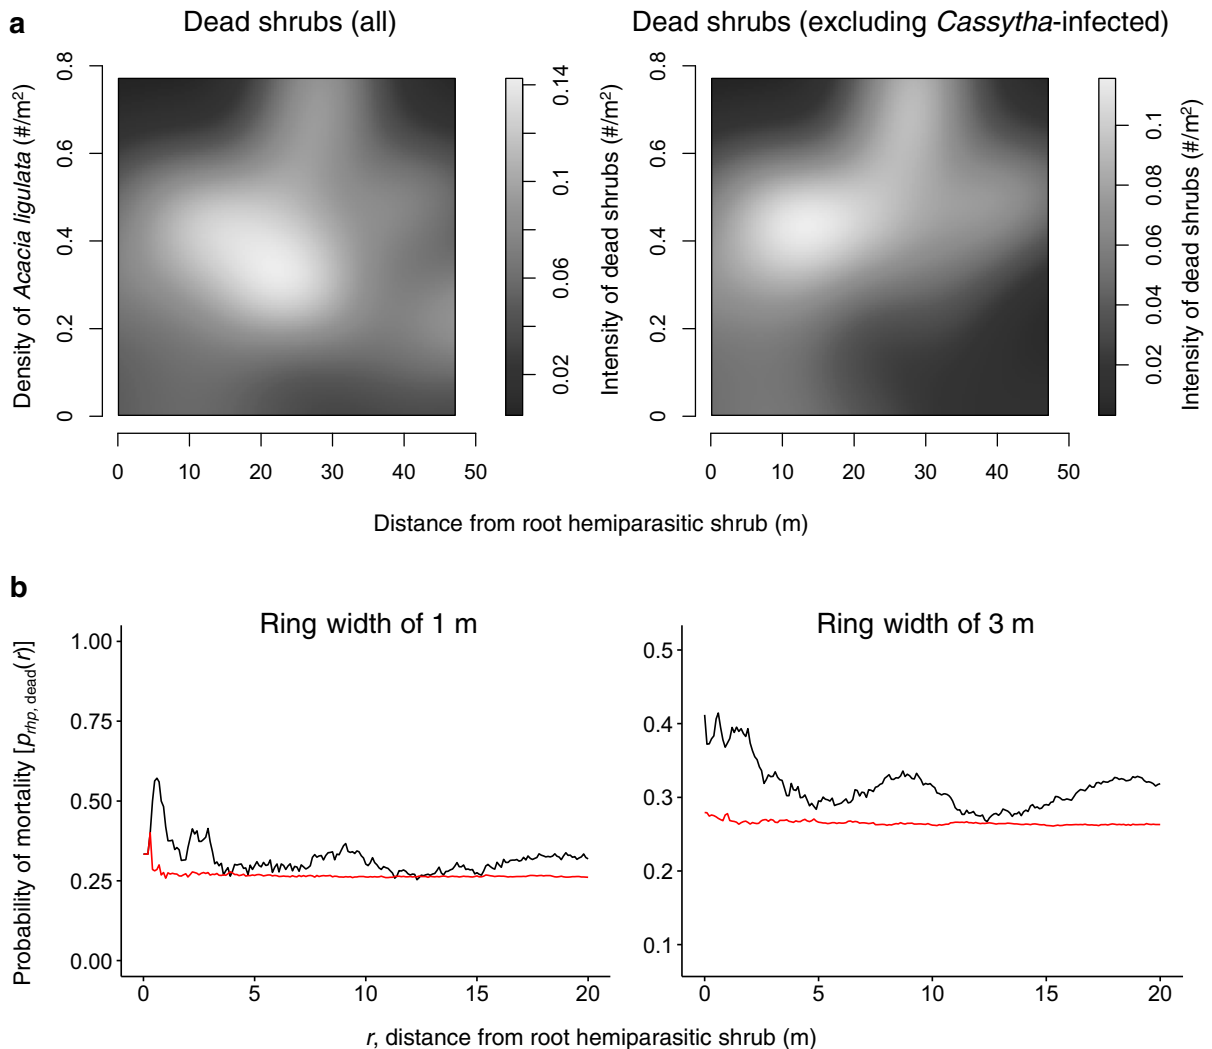 a
Dead shrubs (all)
Dead shrubs (excluding Cassytha-infected)
Density of Acacia ligulata (#/m²)
0.8
0.6
0.4
0.2
0
0.14
0.1
0.06
0.02
Intensity of dead shrubs (#/m²)
0 10 20 30 40 50
0.8
0.6
0.4
0.2
0
0.1
0.08
0.06
0.04
0.02
Intensity of dead shrubs (#/m²)
0 10 20 30 40 50
Distance from root hemiparasitic shrub (m)
b
Ring width of 1 m
Ring width of 3 m
Probability of mortality [p_rhp, dead(r)]
1.00
0.75
0.50
0.25
0.00
0 5 10 15 20
0.5
0.4
0.3
0.2
0.1
0 5 10 15 20
r, distance from root hemiparasitic shrub (m)